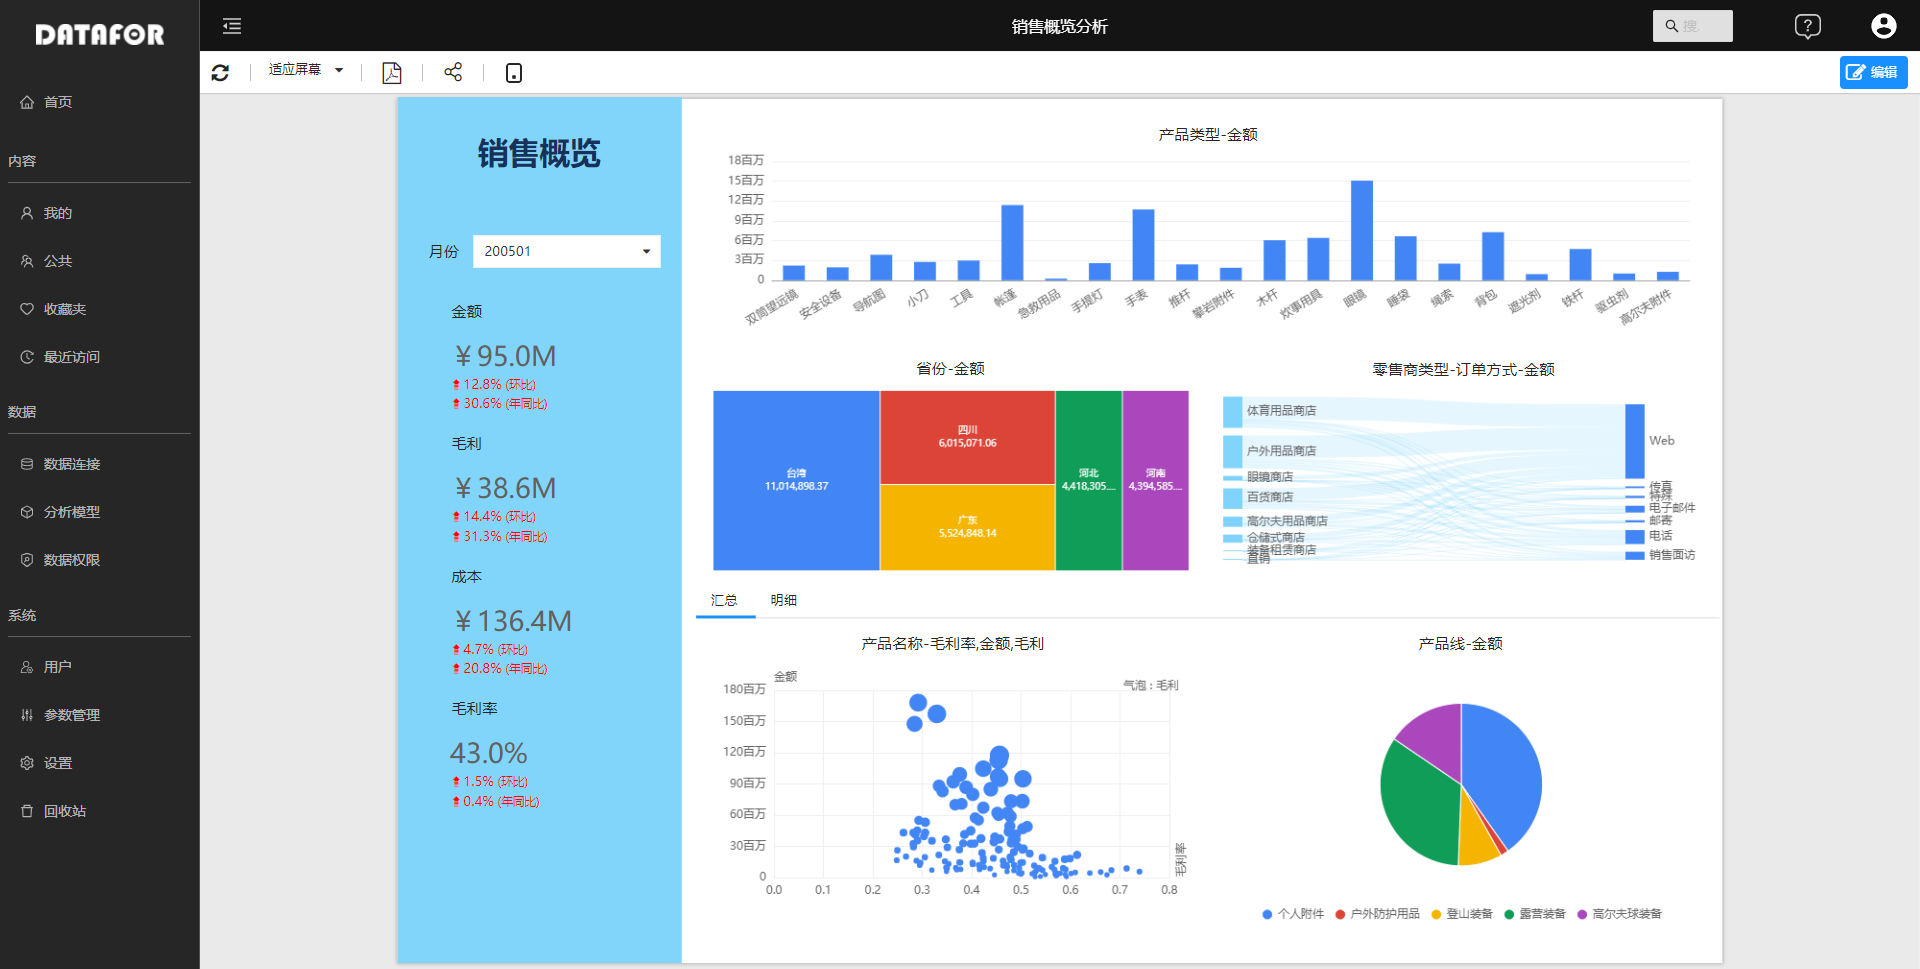 DATAFOR
首页
内容
我的
公共
收藏夹
最近访问
数据
数据连接
分析模型
数据权限
系统
用户
参数管理
设置
回收站
销售概览分析
搜
适应屏幕
编辑
销售概览
月份 200501
金额
¥95.0M
12.8% (环比)
30.6% (年同比)
毛利
¥38.6M
14.4% (环比)
31.3% (年同比)
成本
¥136.4M
4.7% (环比)
20.8% (年同比)
毛利率
43.0%
1.5% (环比)
0.4% (年同比)
产品类型-金额
18百万
15百万
12百万
9百万
6百万
3百万
0
双筒望远镜 安全设备 导航图 小刀 工具 帐篷 急救用品 手提灯 手表 推杆 攀岩附件 木杆 炊事用具 眼镜 睡袋 绳索 背包 遮光剂 铁杆 驱虫剂 高尔夫附件
省份-金额
台湾
11,014,898.37
四川
6,015,071.06
广东
5,524,848.14
河北
4,418,305....
河南
4,394,585....
零售商类型-订单方式-金额
体育用品商店
户外用品商店
眼镜商店
百货商店
高尔夫用品商店
仓储式商店
装备租赁商店
直销
Web
传真
特殊
电子邮件
邮寄
电话
销售面访
汇总 明细
产品名称-毛利率,金额,毛利
金额
气泡 : 毛利
180百万
150百万
120百万
90百万
60百万
30百万
0
0.0 0.1 0.2 0.3 0.4 0.5 0.6 0.7 0.8
毛利率
产品线-金额
个人附件 户外防护用品 登山装备 露营装备 高尔夫球装备